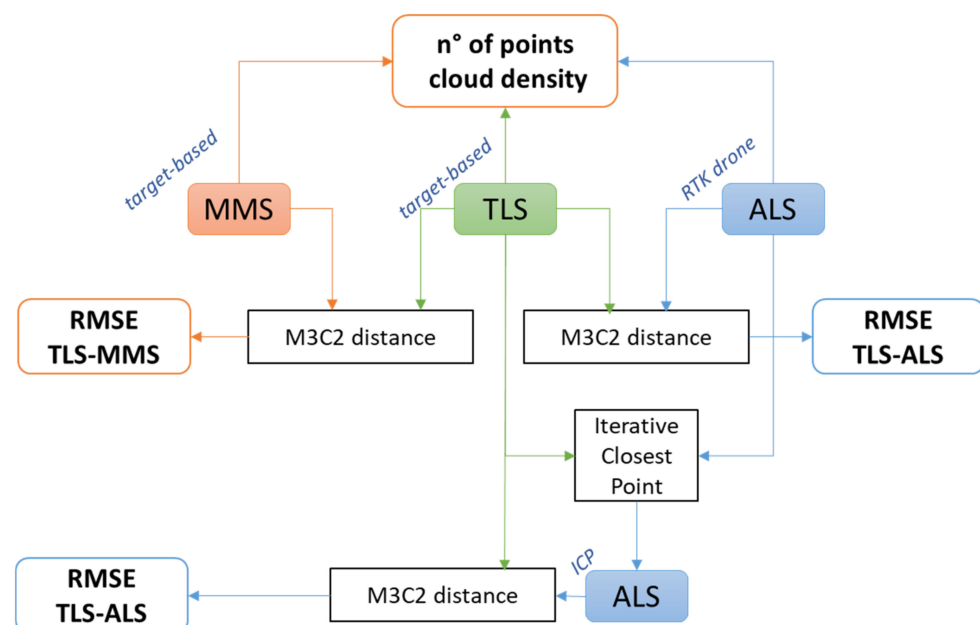 n° of points
cloud density
target-based
target-based
RTK drone
MMS
TLS
ALS
RMSE
TLS-MMS
M3C2 distance
M3C2 distance
RMSE
TLS-ALS
Iterative
Closest
Point
ICP
RMSE
TLS-ALS
M3C2 distance
ALS